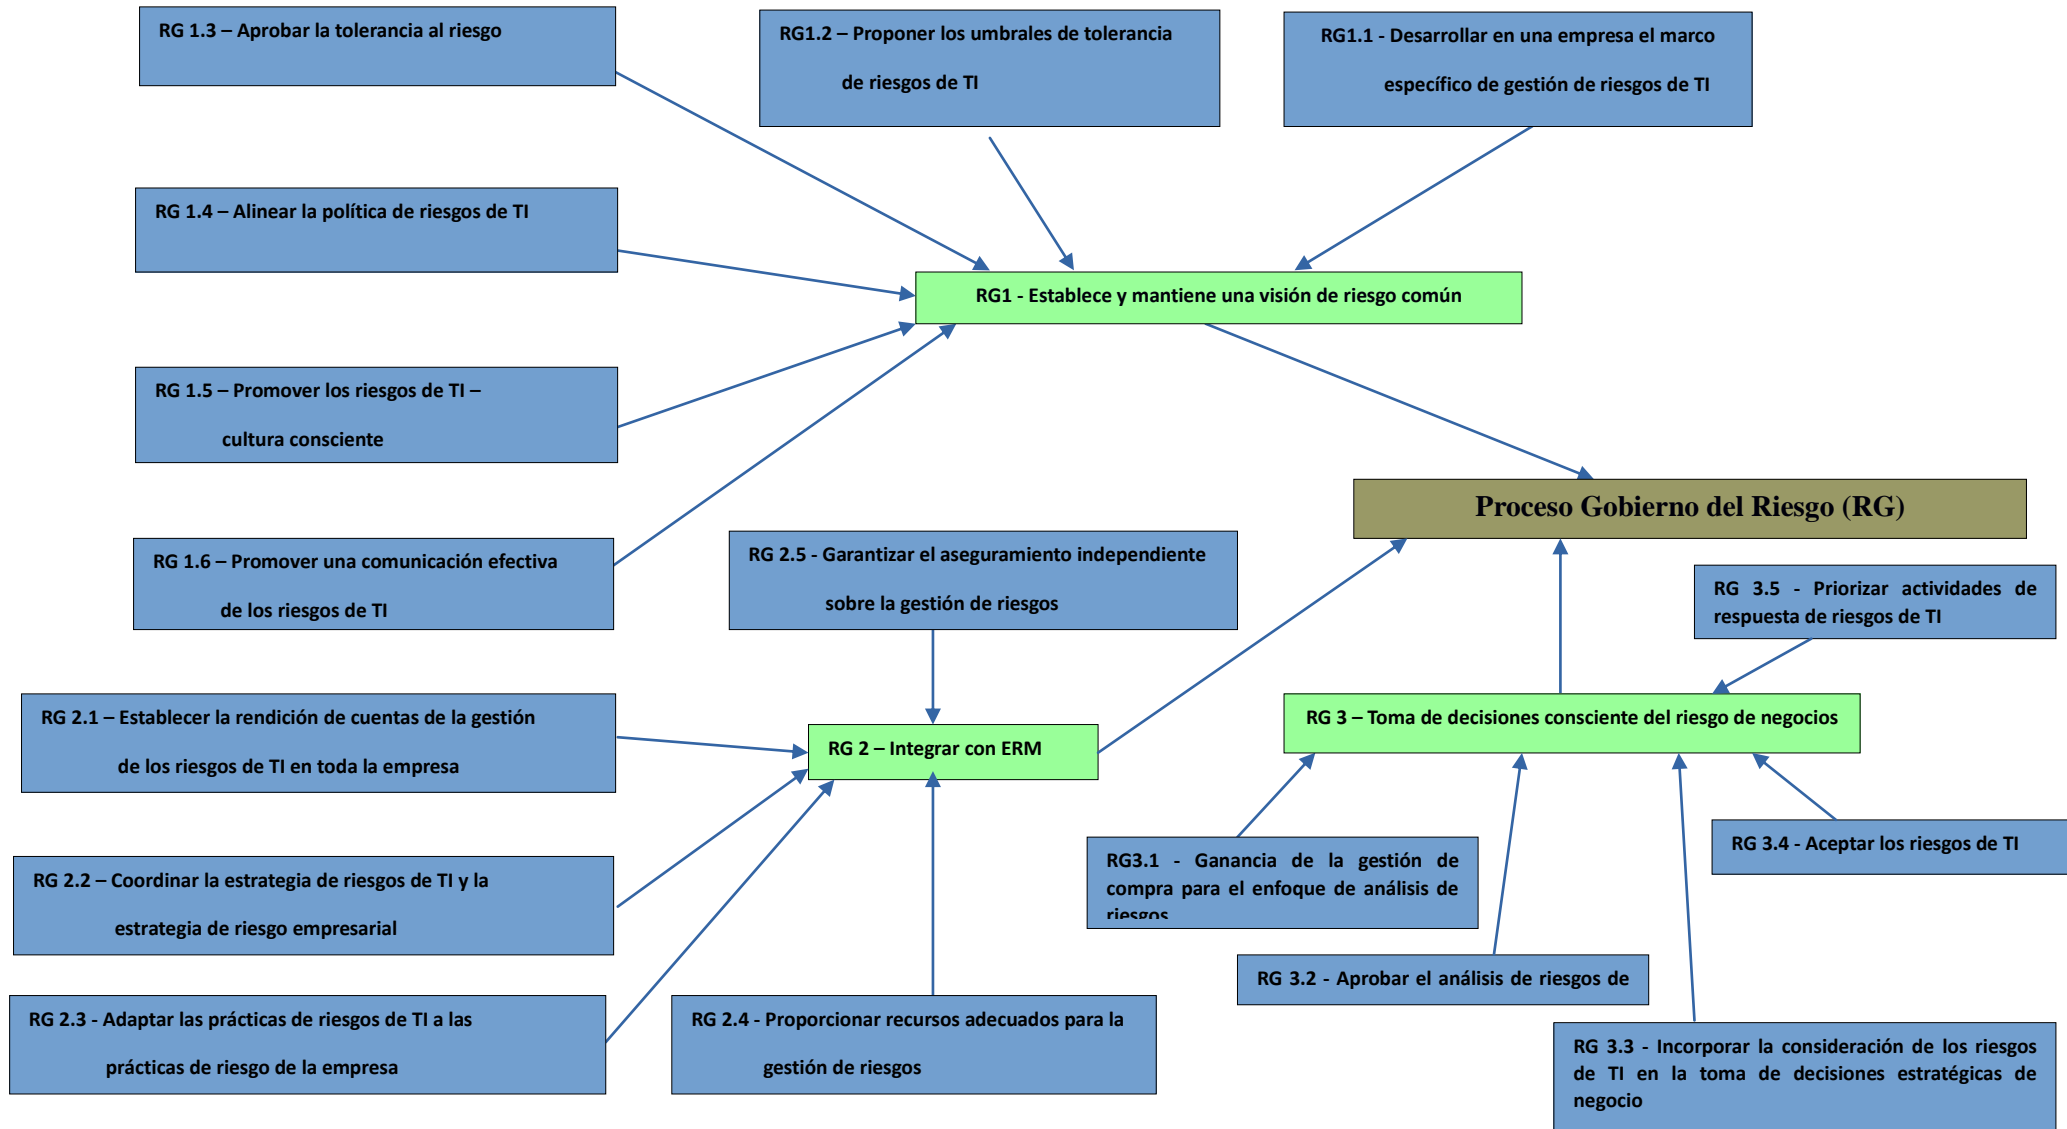 RG 1.3 – Aprobar la tolerancia al riesgo
RG1.2 – Proponer los umbrales de tolerancia
de riesgos de TI
RG1.1 - Desarrollar en una empresa el marco
específico de gestión de riesgos de TI
RG 1.4 – Alinear la política de riesgos de TI
RG1 - Establece y mantiene una visión de riesgo común
RG 1.5 – Promover los riesgos de TI –
cultura consciente
Proceso Gobierno del Riesgo (RG)
RG 1.6 – Promover una comunicación efectiva
de los riesgos de TI
RG 2.5 - Garantizar el aseguramiento independiente
sobre la gestión de riesgos
RG 3.5 - Priorizar actividades de
respuesta de riesgos de TI
RG 2.1 – Establecer la rendición de cuentas de la gestión
de los riesgos de TI en toda la empresa
RG 2 – Integrar con ERM
RG 3 – Toma de decisiones consciente del riesgo de negocios
RG 2.2 – Coordinar la estrategia de riesgos de TI y la
estrategia de riesgo empresarial
RG3.1 - Ganancia de la gestión de
compra para el enfoque de análisis de
riesgos
RG 3.4 - Aceptar los riesgos de TI
RG 3.2 - Aprobar el análisis de riesgos de
RG 2.3 - Adaptar las prácticas de riesgos de TI a las
prácticas de riesgo de la empresa
RG 2.4 - Proporcionar recursos adecuados para la
gestión de riesgos
RG 3.3 - Incorporar la consideración de los riesgos
de TI en la toma de decisiones estratégicas de
negocio